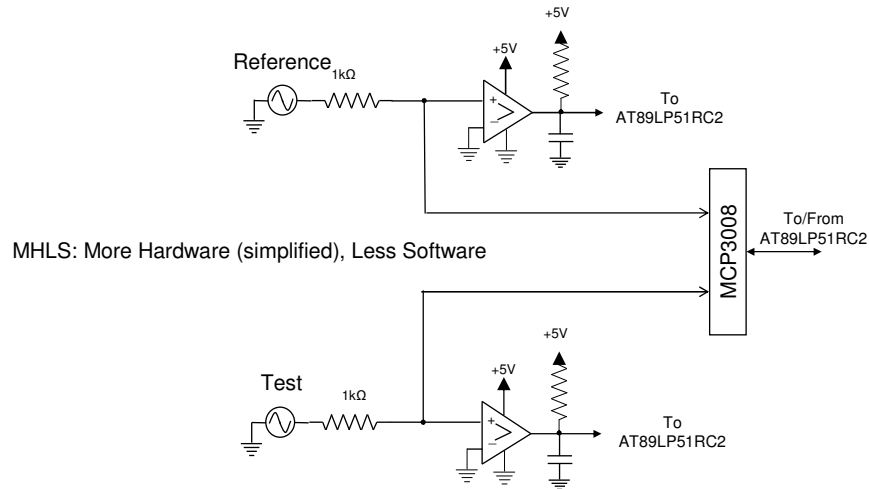 +5V
+5V
Reference
1kΩ
+
−
To
AT89LP51RC2
MCP3008
To/From
AT89LP51RC2
MHLS: More Hardware (simplified), Less Software
+5V
+5V
Test
1kΩ
+
−
To
AT89LP51RC2